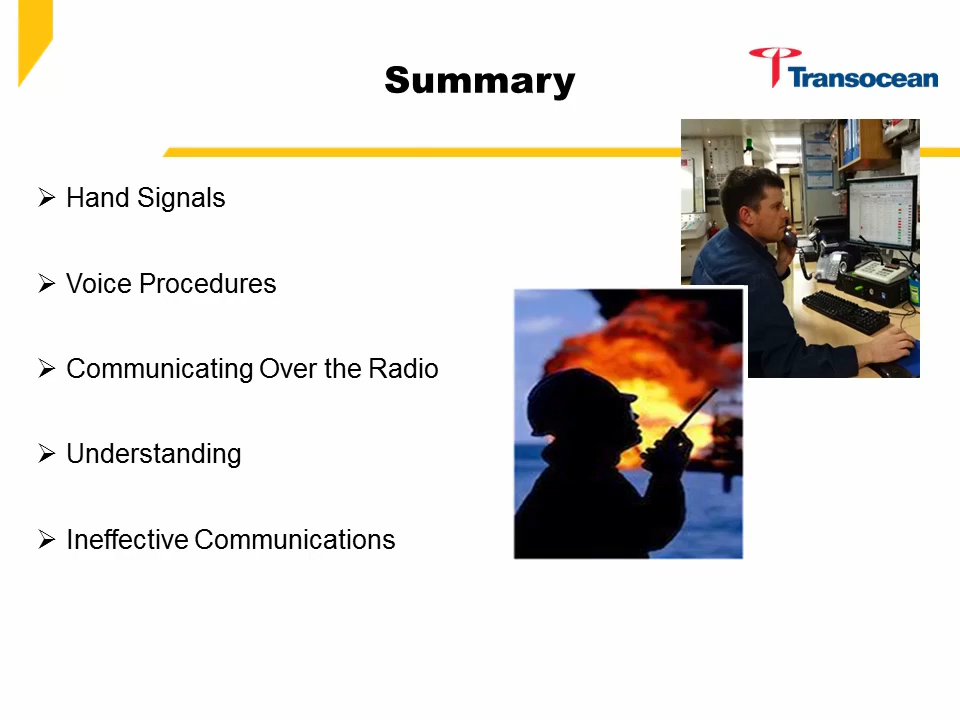 Summary
Transocean
Hand Signals
Voice Procedures
Communicating Over the Radio
Understanding
Ineffective Communications